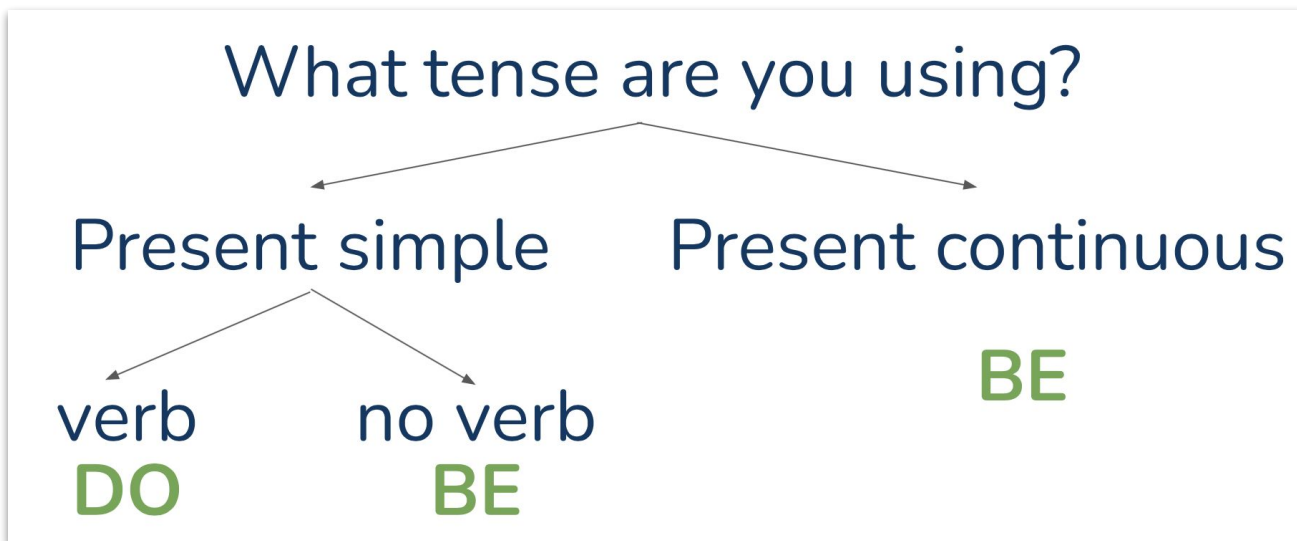 What tense are you using?
Present simple Present continuous
BE
verb no verb
DO BE